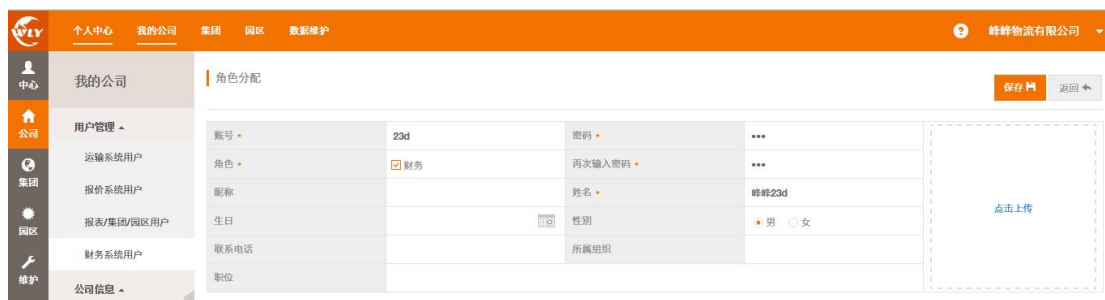 WLY 个人中心 我的公司 集团 园区 数据维护 ? 峰峰物流有限公司
中心
公司
集团
园区
维护
我的公司
用户管理
运输系统用户
报价系统用户
报表/集团/园区用户
财务系统用户
公司信息
角色分配
保存 返回
账号 * 23d 密码 * •••
角色 * 财务 再次输入密码 * •••
昵称 姓名 * 峰峰23d
生日 性别 男 女
联系电话 所属组织
职位
点击上传